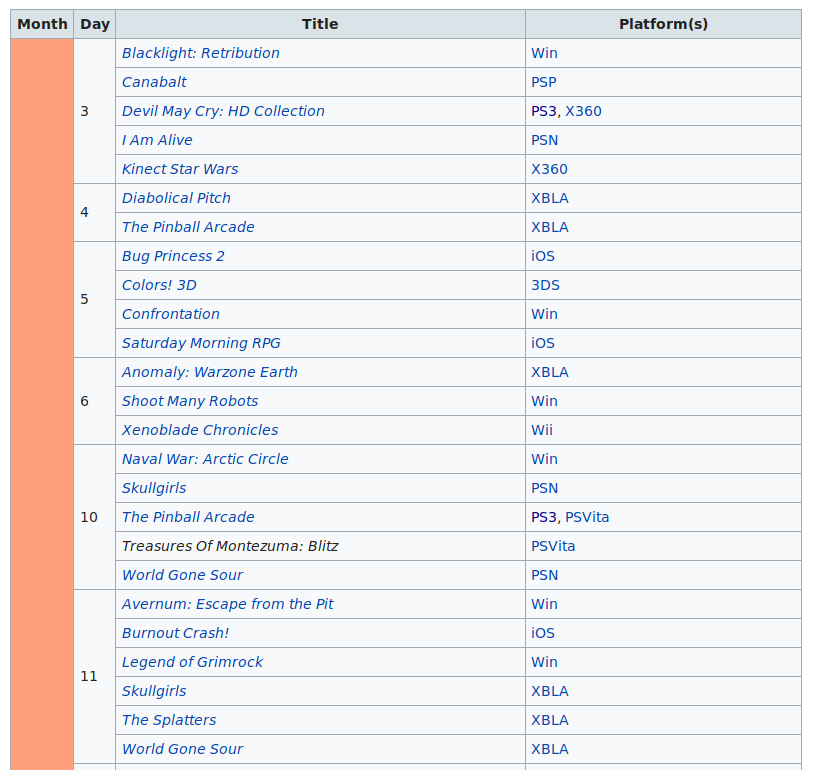 Month Day Title Platform(s)
3 Blacklight: Retribution Win
Canabalt PSP
Devil May Cry: HD Collection PS3, X360
I Am Alive PSN
Kinect Star Wars X360
4 Diabolical Pitch XBLA
The Pinball Arcade XBLA
5 Bug Princess 2 iOS
Colors! 3D 3DS
Confrontation Win
Saturday Morning RPG iOS
6 Anomaly: Warzone Earth XBLA
Shoot Many Robots Win
Xenoblade Chronicles Wii
10 Naval War: Arctic Circle Win
Skullgirls PSN
The Pinball Arcade PS3, PSVita
Treasures Of Montezuma: Blitz PSVita
World Gone Sour PSN
11 Avernum: Escape from the Pit Win
Burnout Crash! iOS
Legend of Grimrock Win
Skullgirls XBLA
The Splatters XBLA
World Gone Sour XBLA